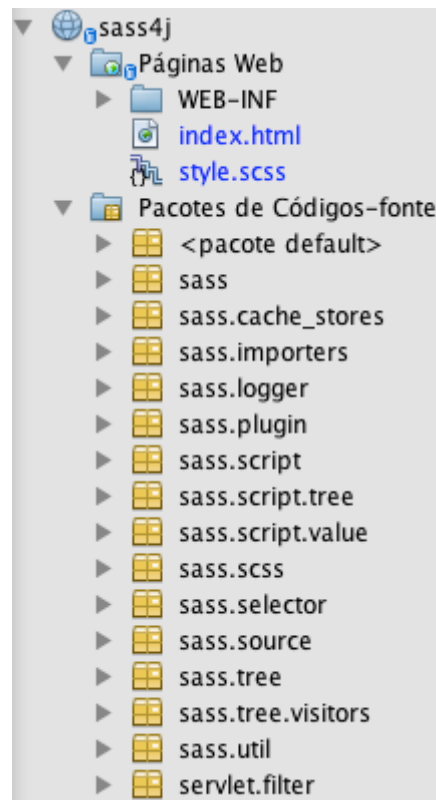 sass4j
Páginas Web
WEB-INF
index.html
style.scss
Pacotes de Códigos-fonte
<pacote default>
sass
sass.cache_stores
sass.importers
sass.logger
sass.plugin
sass.script
sass.script.tree
sass.script.value
sass.scss
sass.selector
sass.source
sass.tree
sass.tree.visitors
sass.util
servlet.filter